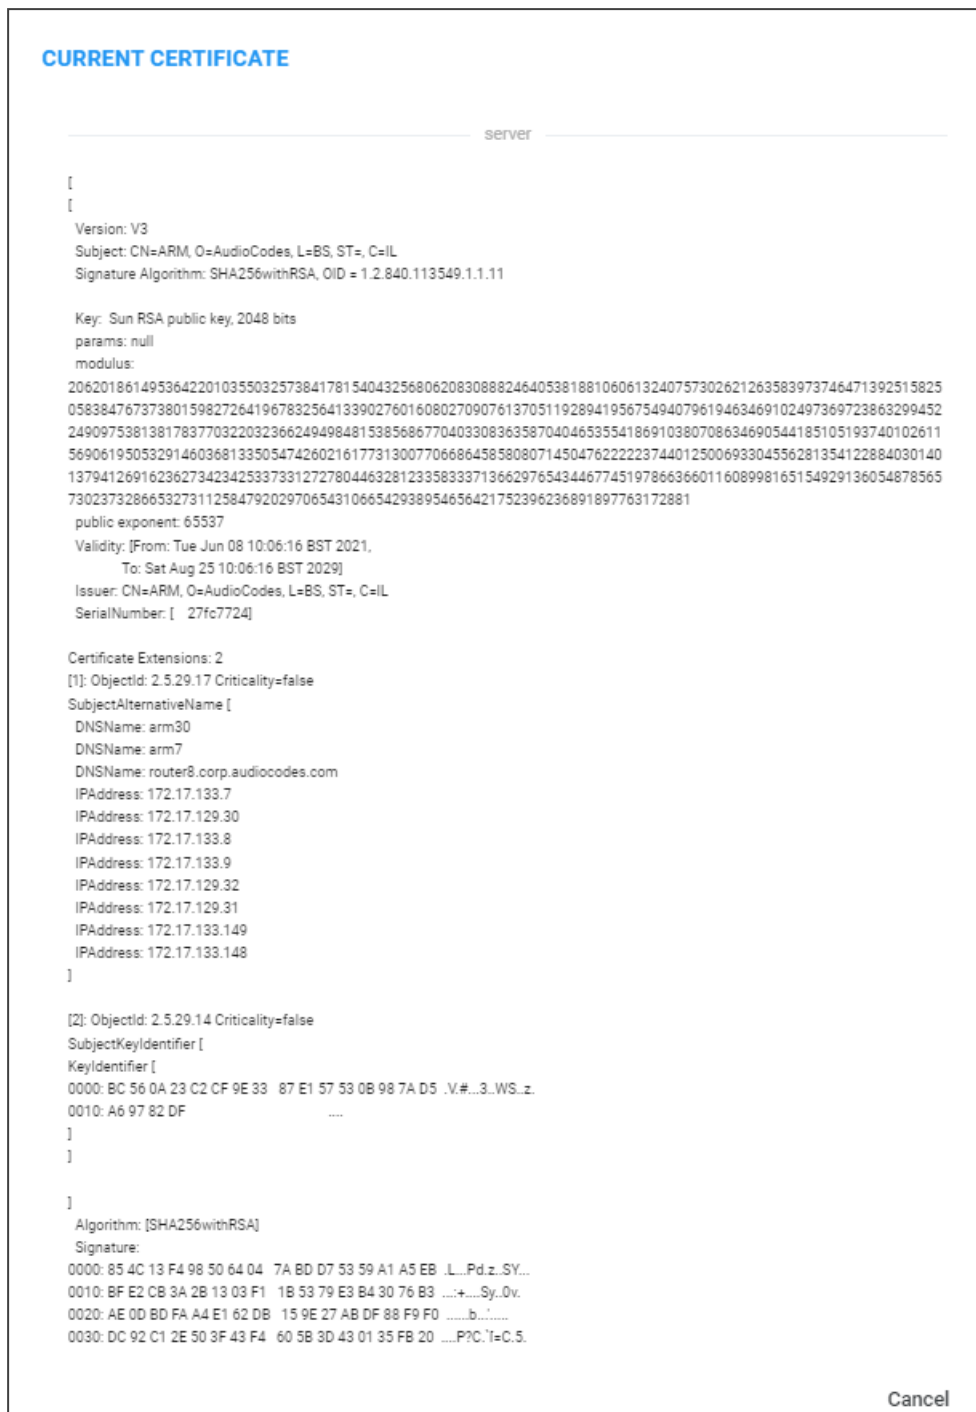 CURRENT CERTIFICATE
server
[
[
Version: V3
Subject: CN=ARM, O=AudioCodes, L=BS, ST=, C=IL
Signature Algorithm: SHA256withRSA, OID = 1.2.840.113549.1.1.11
Key: Sun RSA public key, 2048 bits
params: null
modulus:
206201861495364220103550325738417815404325680620830888246405381881060613240757302621263583973746471392515825
058384767373801598272641967832564133902760160802709076137051192894195675494079619463469102497369723863299452
249097538138178377032203236624949848153856867704033083635870404653554186910380708634690544185105193740102611
569061950532914603681335054742602161773130077066864585808071450476222223744012500693304556281354122884030140
137941269162362734234253373312727804463281233583337136629765434467745197866366011608998165154929136054878565
7302373286653273112584792029706543106654293895465642175239623689189776317​2881
public exponent: 65537
Validity: [From: Tue Jun 08 10:06:16 BST 2021,
To: Sat Aug 25 10:06:16 BST 2029]
Issuer: CN=ARM, O=AudioCodes, L=BS, ST=, C=IL
SerialNumber: [ 27fc7724]
Certificate Extensions: 2
[1]: ObjectId: 2.5.29.17 Criticality=false
SubjectAlternativeName [
DNSName: arm30
DNSName: arm7
DNSName: router8.corp.audiocodes.com
IPAddress: 172.17.133.7
IPAddress: 172.17.129.30
IPAddress: 172.17.133.8
IPAddress: 172.17.133.9
IPAddress: 172.17.129.32
IPAddress: 172.17.129.31
IPAddress: 172.17.133.149
IPAddress: 172.17.133.148
]
[2]: ObjectId: 2.5.29.14 Criticality=false
SubjectKeyIdentifier [
KeyIdentifier [
0000: BC 56 0A 23 C2 CF 9E 33 87 E1 57 53 0B 98 7A D5 .V.#...3..WS..z.
0010: A6 97 82 DF ....
]
]
]
Algorithm: [SHA256withRSA]
Signature:
0000: 85 4C 13 F4 98 50 64 04 7A BD D7 53 59 A1 A5 EB .L...Pd.z..SY...
0010: BF E2 CB 3A 2B 13 03 F1 1B 53 79 E3 B4 30 76 B3 ...:+....Sy..0v.
0020: AE 0D BD FA A4 E1 62 DB 15 9E 27 AB DF 88 F9 F0 ......b...'.....
0030: DC 92 C1 2E 50 3F 43 F4 60 5B 3D 43 01 35 FB 20 ....P?C.`[=C.5.
Cancel